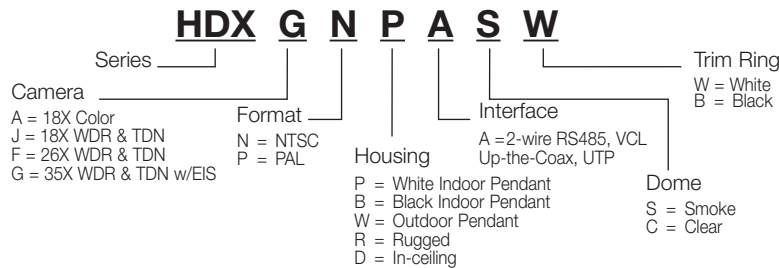 HDX G N P A S W
Series
Camera
A = 18X Color
J = 18X WDR & TDN
F = 26X WDR & TDN
G = 35X WDR & TDN w/EIS
Format
N = NTSC
P = PAL
Housing
P = White Indoor Pendant
B = Black Indoor Pendant
W = Outdoor Pendant
R = Rugged
D = In-ceiling
Interface
A =2-wire RS485, VCL
Up-the-Coax, UTP
Dome
S = Smoke
C = Clear
Trim Ring
W = White
B = Black